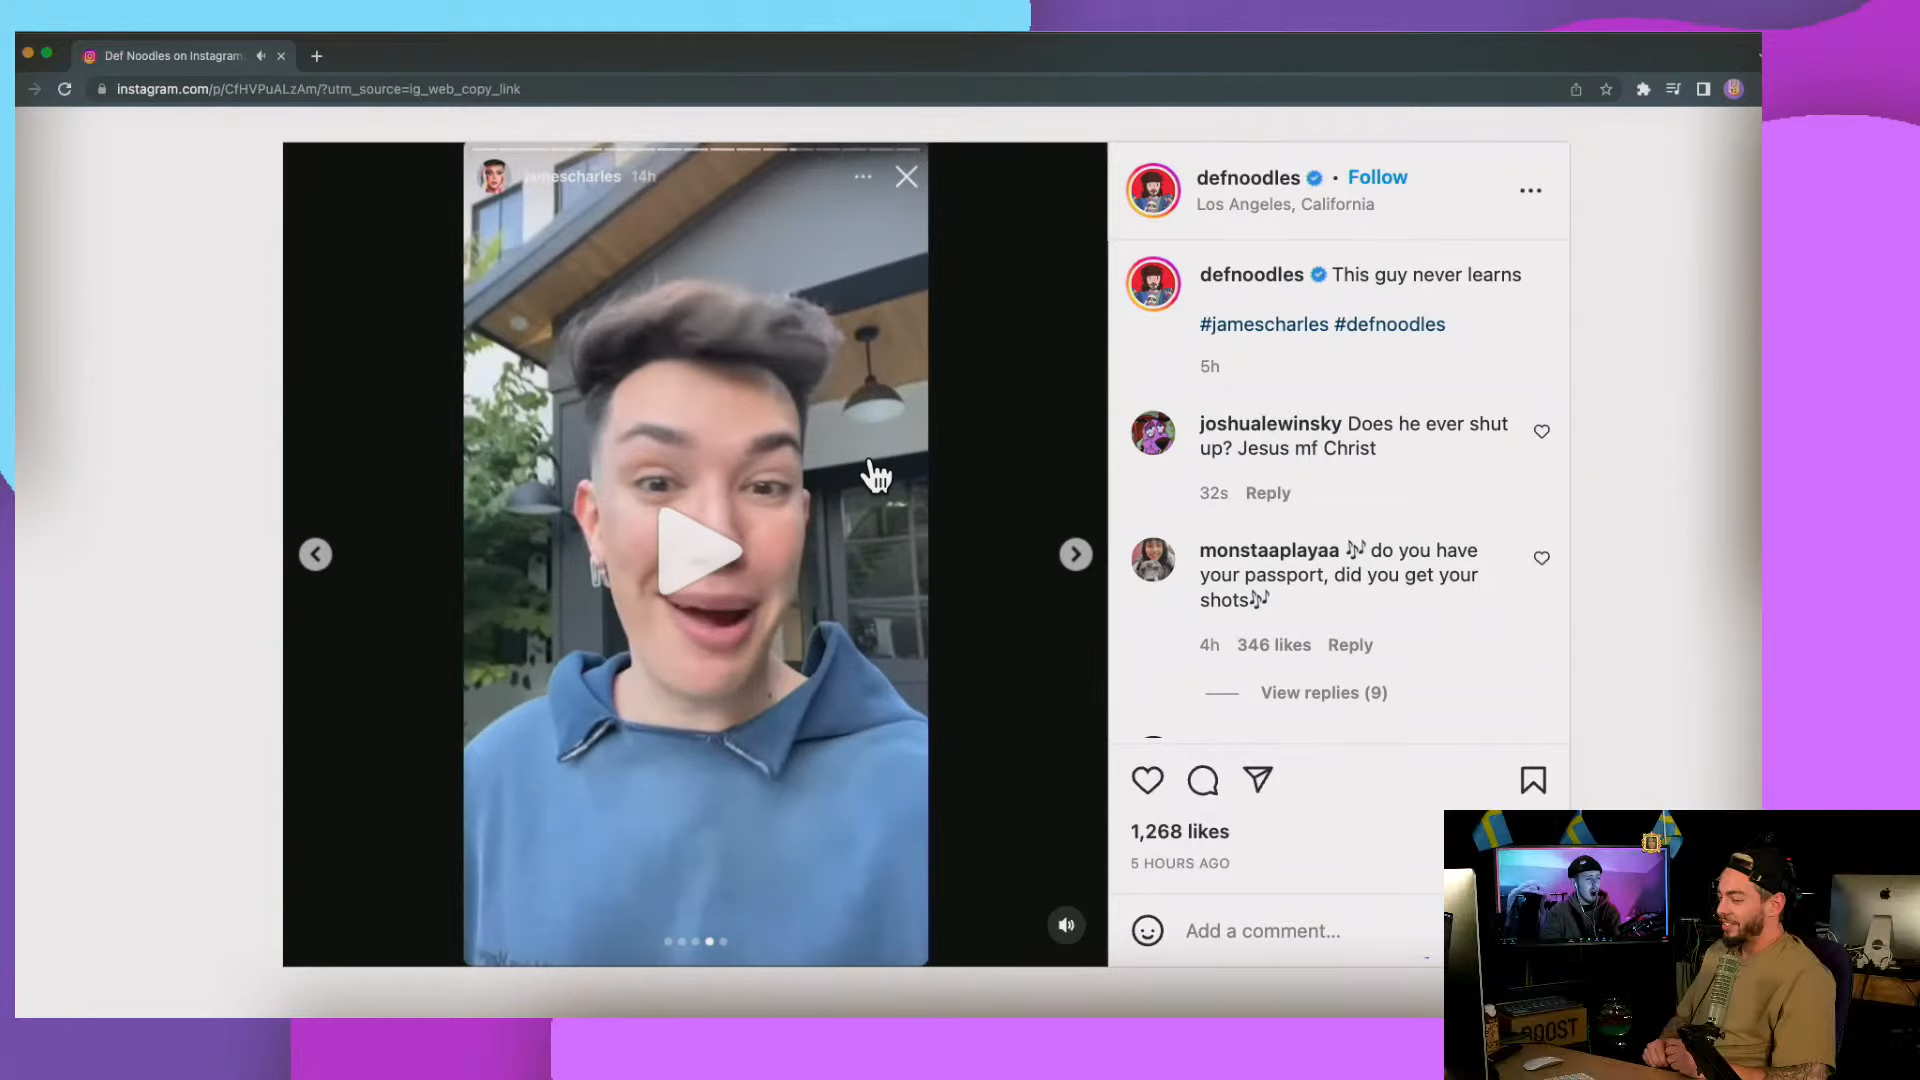 Def Noodles on Instagram:
instagram.com/p/CfHVPuALzAm/?utm_source=ig_web_copy_link
jamescharles 14h
defnoodles • Follow
Los Angeles, California
defnoodles This guy never learns
#jamescharles #defnoodles
5h
joshualewinsky Does he ever shut
up? Jesus mf Christ
32s Reply
monstaaplayaa 🎶 do you have
your passport, did you get your
shots🎶
4h 346 likes Reply
View replies (9)
1,268 likes
5 HOURS AGO
Add a comment...
BOOST